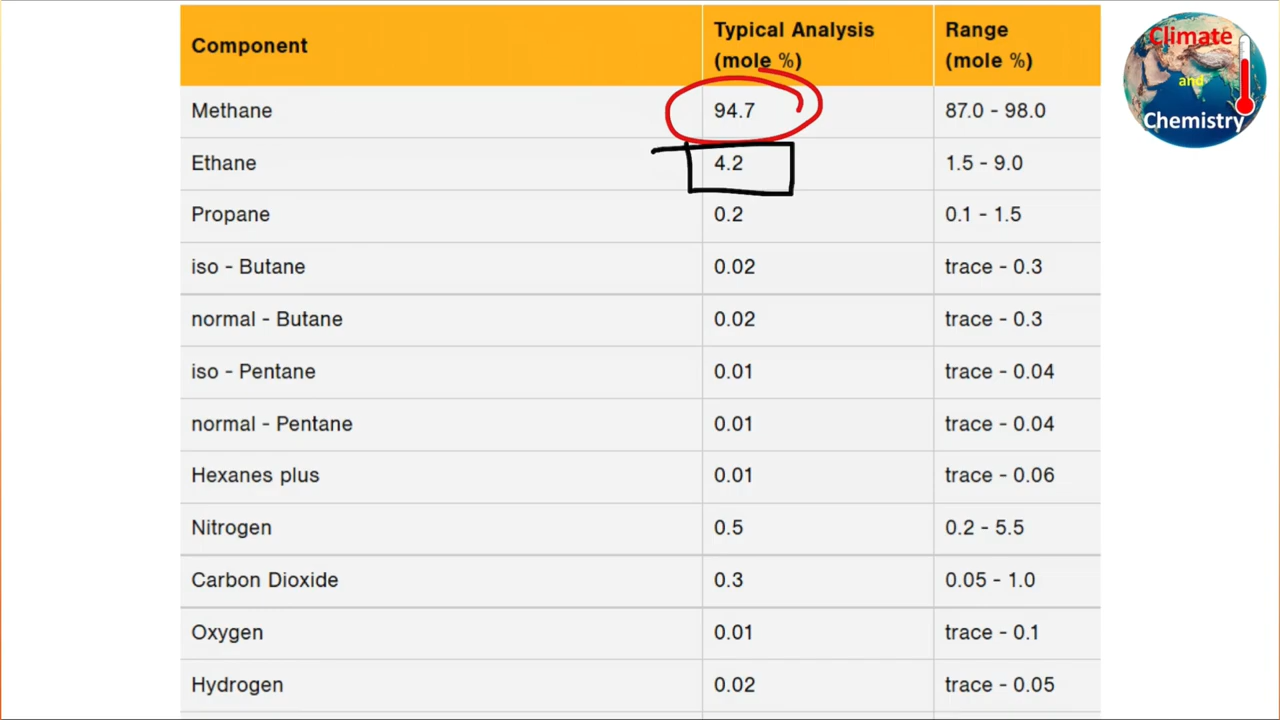 Component Typical Analysis (mole %) Range (mole %)
Methane 94.7 87.0 - 98.0
Ethane 4.2 1.5 - 9.0
Propane 0.2 0.1 - 1.5
iso - Butane 0.02 trace - 0.3
normal - Butane 0.02 trace - 0.3
iso - Pentane 0.01 trace - 0.04
normal - Pentane 0.01 trace - 0.04
Hexanes plus 0.01 trace - 0.06
Nitrogen 0.5 0.2 - 5.5
Carbon Dioxide 0.3 0.05 - 1.0
Oxygen 0.01 trace - 0.1
Hydrogen 0.02 trace - 0.05
Climate
and
Chemistry